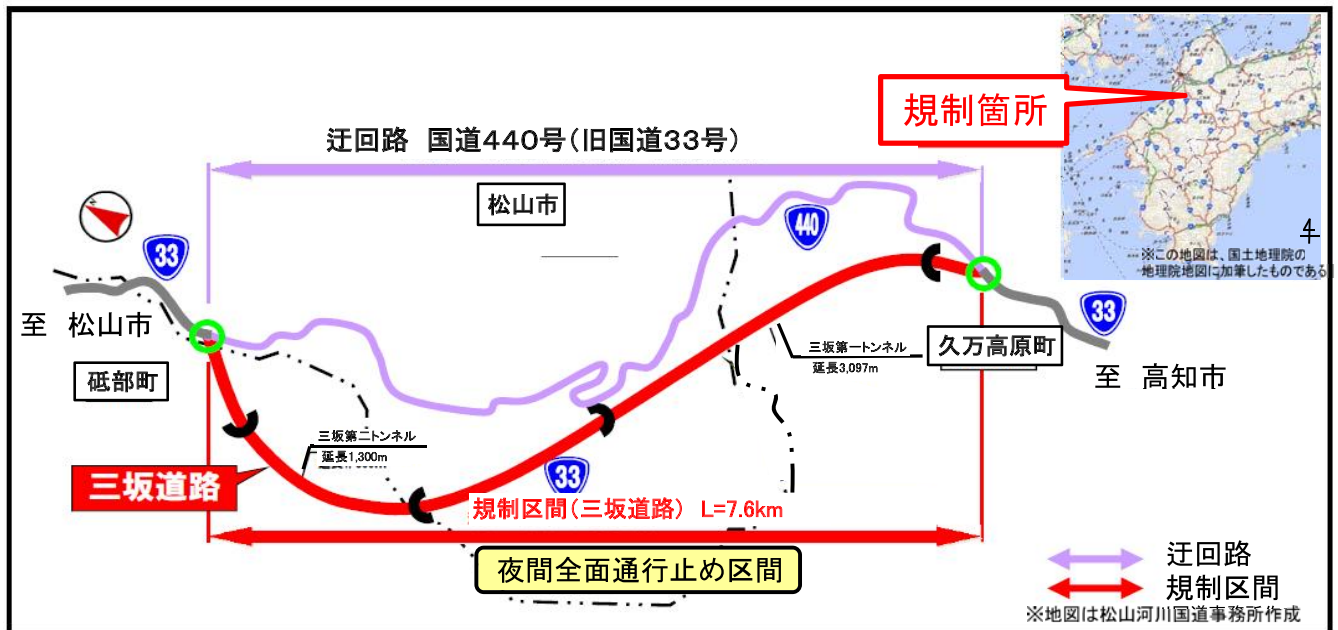 規制箇所
迂回路 国道440号(旧国道33号)
松山市
440
33
※この地図は、国土地理院の
地理院地図に加筆したものである
33
至 松山市
砥部町
三坂第一トンネル
延長3,097m
久万高原町
至 高知市
三坂第二トンネル
延長1,300m
33
三坂道路
規制区間(三坂道路) L=7.6km
夜間全面通行止め区間
迂回路
規制区間
※地図は松山河川国道事務所作成